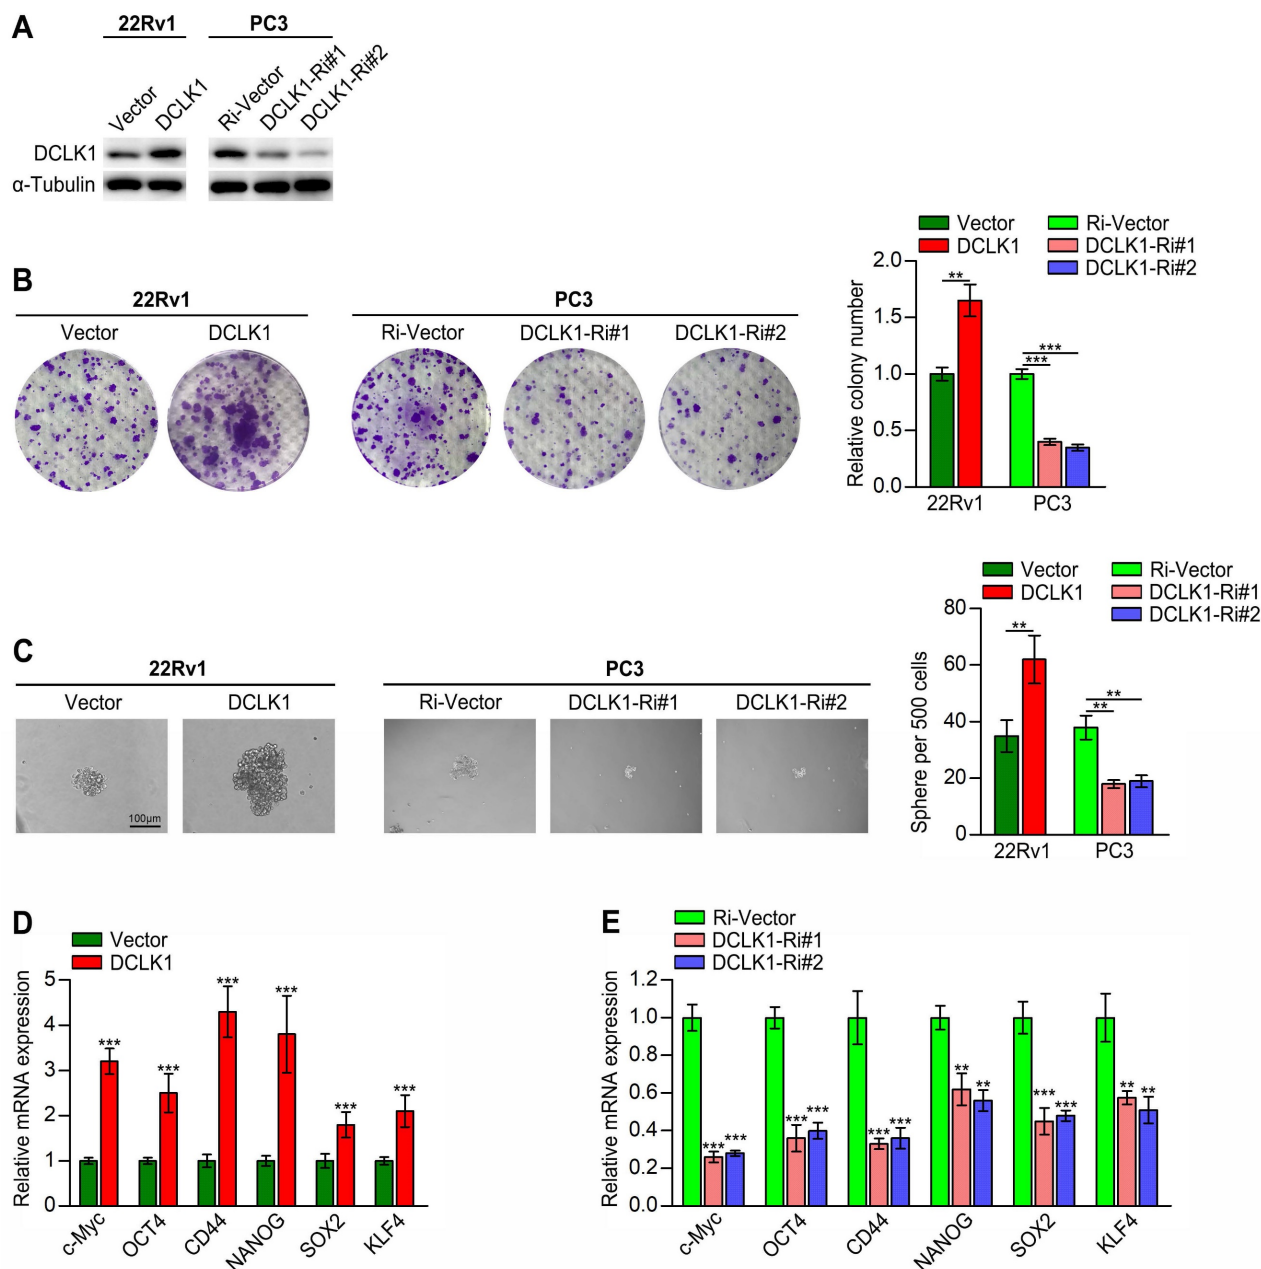 A
22Rv1
PC3
Vector
DCLK1
Ri-Vector
DCLK1-Ri#1
DCLK1-Ri#2
DCLK1
α-Tubulin
B
22Rv1
PC3
Vector
DCLK1
Ri-Vector
DCLK1-Ri#1
DCLK1-Ri#2
Vector
DCLK1
Ri-Vector
DCLK1-Ri#1
DCLK1-Ri#2
Relative colony number
2.0
1.5
1.0
0.5
0.0
**
***
***
22Rv1
PC3
C
22Rv1
PC3
Vector
DCLK1
Ri-Vector
DCLK1-Ri#1
DCLK1-Ri#2
100μm
Vector
DCLK1
Ri-Vector
DCLK1-Ri#1
DCLK1-Ri#2
Sphere per 500 cells
80
60
40
20
0
**
**
**
22Rv1
PC3
D
Vector
DCLK1
Relative mRNA expression
5
4
3
2
1
0
***
***
***
***
***
***
c-Myc
OCT4
CD44
NANOG
SOX2
KLF4
E
Ri-Vector
DCLK1-Ri#1
DCLK1-Ri#2
Relative mRNA expression
1.2
1.0
0.8
0.6
0.4
0.2
0.0
*** ***
*** ***
*** ***
** **
*** ***
** **
c-Myc
OCT4
CD44
NANOG
SOX2
KLF4